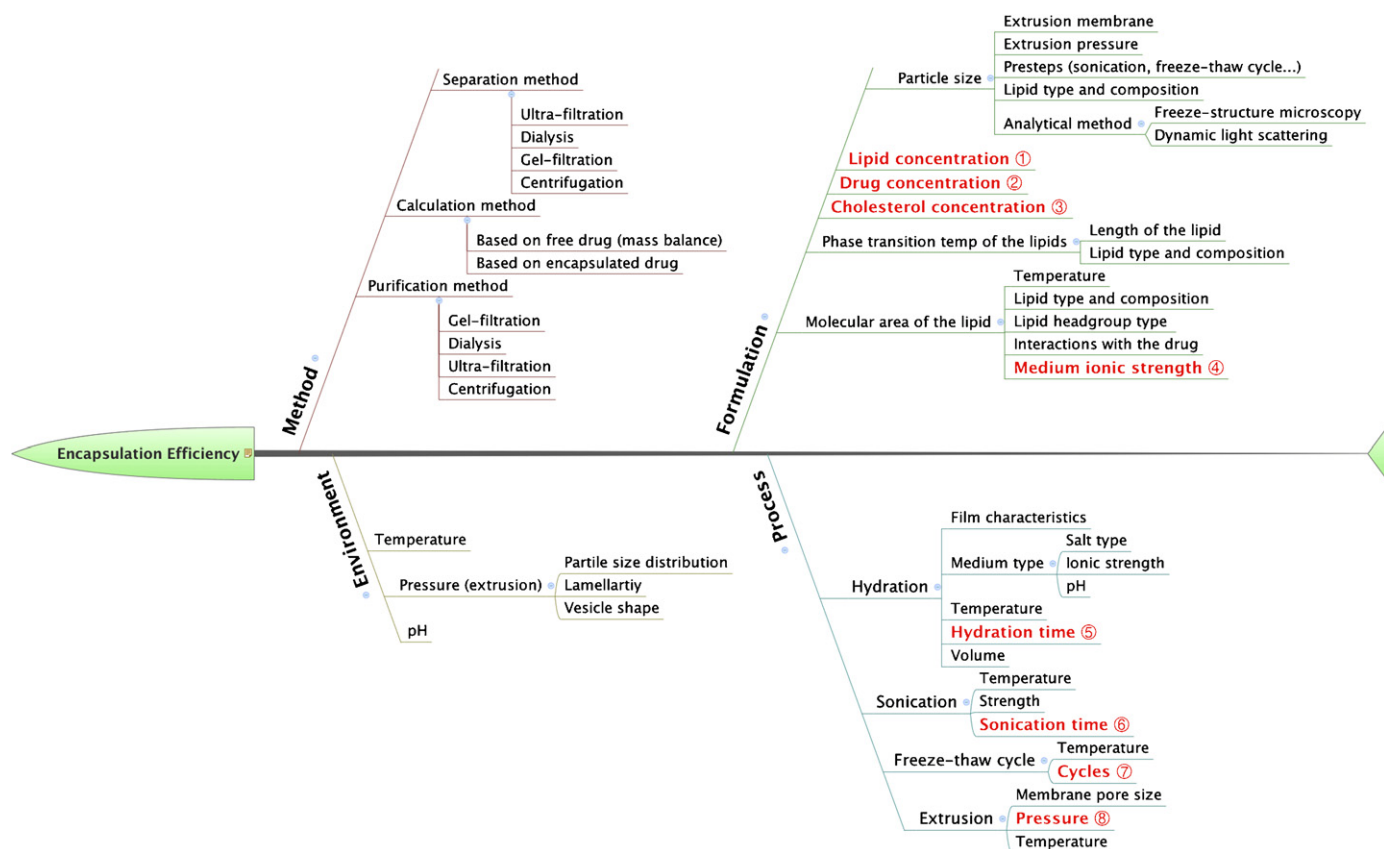 Encapsulation Efficiency
Method
Separation method
Ultra-filtration
Dialysis
Gel-filtration
Centrifugation
Calculation method
Based on free drug (mass balance)
Based on encapsulated drug
Purification method
Gel-filtration
Dialysis
Ultra-filtration
Centrifugation
Formulation
Particle size
Extrusion membrane
Extrusion pressure
Presteps (sonication, freeze-thaw cycle...)
Lipid type and composition
Analytical method
Freeze-structure microscopy
Dynamic light scattering
Lipid concentration ①
Drug concentration ②
Cholesterol concentration ③
Phase transition temp of the lipids
Length of the lipid
Lipid type and composition
Molecular area of the lipid
Temperature
Lipid type and composition
Lipid headgroup type
Interactions with the drug
Medium ionic strength ④
Environment
Temperature
Pressure (extrusion)
Partile size distribution
Lamellartiy
Vesicle shape
pH
Process
Hydration
Film characteristics
Medium type
Salt type
Ionic strength
pH
Temperature
Hydration time ⑤
Volume
Sonication
Temperature
Strength
Sonication time ⑥
Freeze-thaw cycle
Temperature
Cycles ⑦
Extrusion
Membrane pore size
Pressure ⑧
Temperature